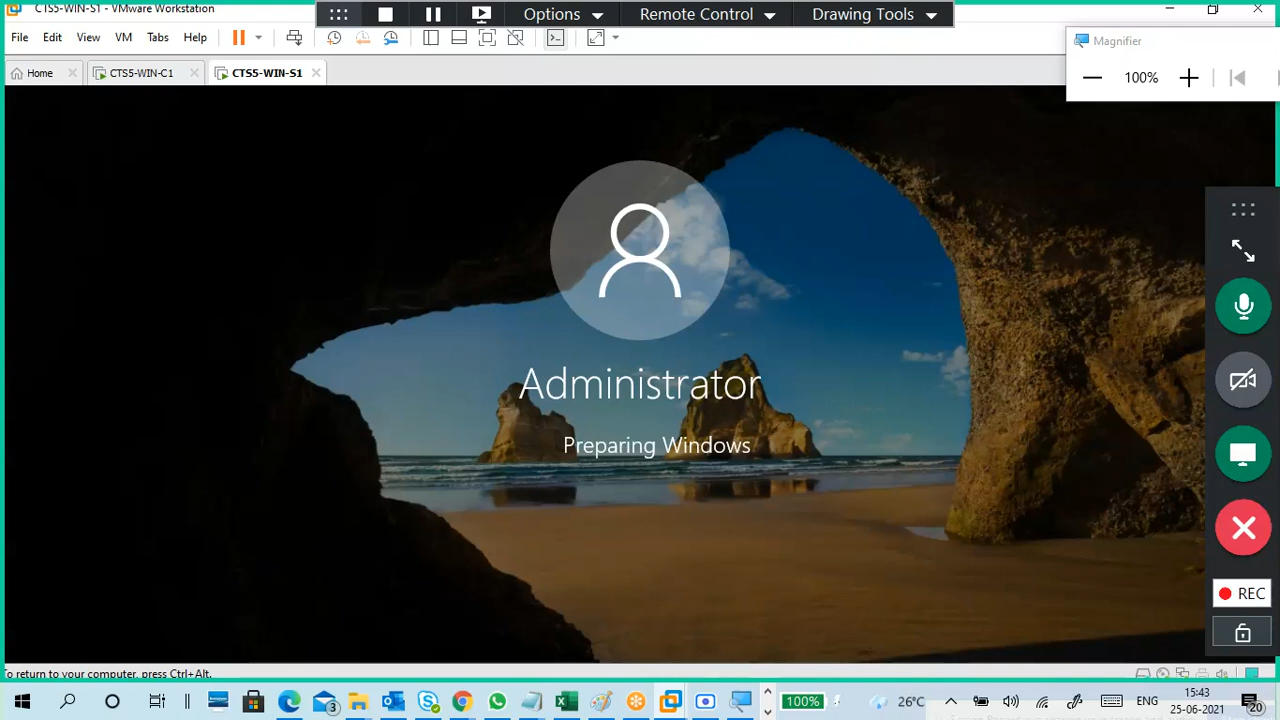 CTS5-WIN-S1 - VMware Workstation
Options
Remote Control
Drawing Tools
File Edit View VM Tabs Help
Magnifier
100%
Home
CTS5-WIN-C1
CTS5-WIN-S1
Administrator
Preparing Windows
REC
To return to your computer, press Ctrl+Alt.
3
100%
26°C
ENG
15:43
25-06-2021
20